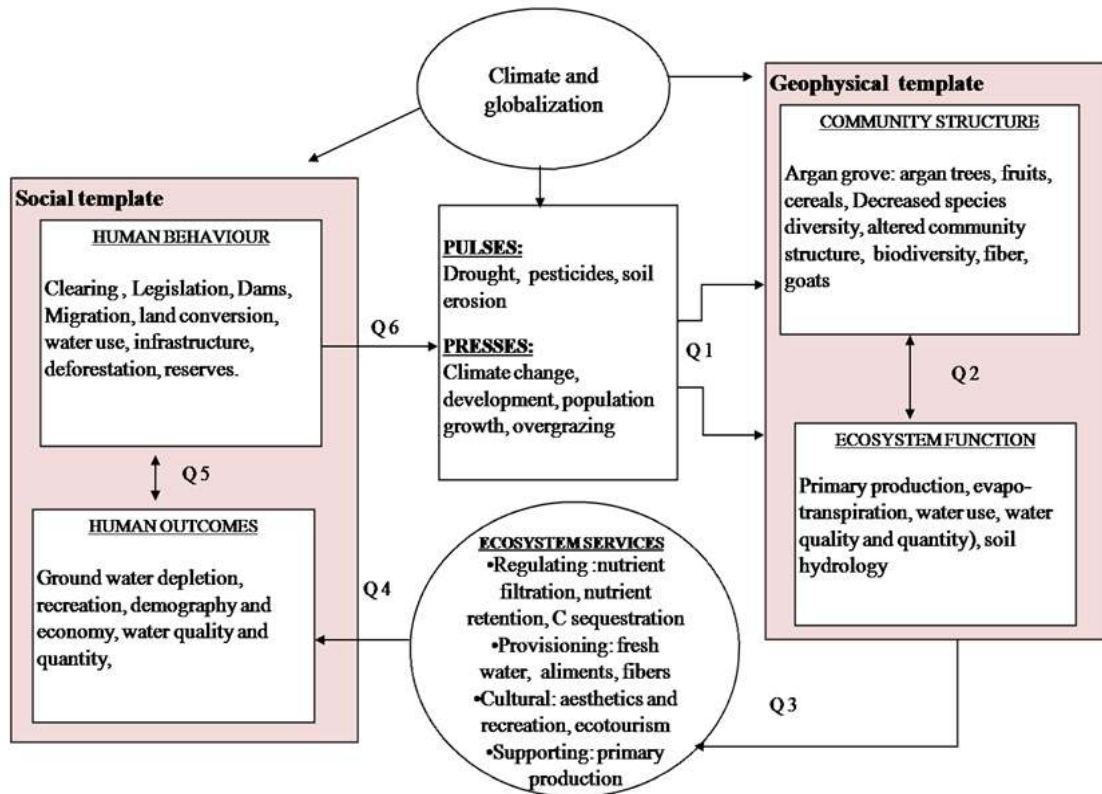 Climate and
globalization
Geophysical template
COMMUNITY STRUCTURE
Argan grove: argan trees, fruits,
cereals, Decreased species
diversity, altered community
structure, biodiversity, fiber,
goats
Social template
HUMAN BEHAVIOUR
Clearing , Legislation, Dams,
Migration, land conversion,
water use, infrastructure,
deforestation, reserves.
Q 6
PULSES:
Drought, pesticides, soil
erosion
PRESSES:
Climate change,
development, population
growth, overgrazing
Q 1
Q 2
ECOSYSTEM FUNCTION
Primary production, evapo-
transpiration, water use, water
quality and quantity), soil
hydrology
Q 5
HUMAN OUTCOMES
Ground water depletion,
recreation, demography and
economy, water quality and
quantity,
Q 4
ECOSYSTEM SERVICES
•Regulating :nutrient
filtration, nutrient
retention, C sequestration
•Provisioning: fresh
water, aliments, fibers
•Cultural: aesthetics and
recreation, ecotourism
•Supporting: primary
production
Q 3